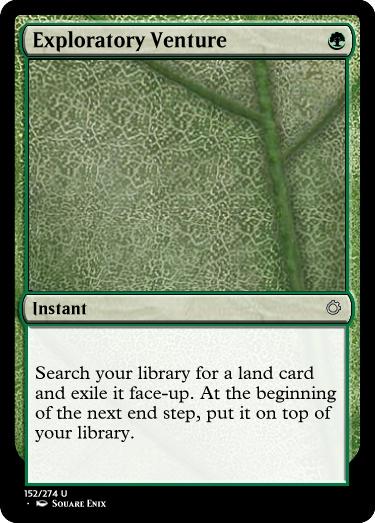 Exploratory Venture
Instant
Search your library for a land card
and exile it face-up. At the beginning
of the next end step, put it on top of
your library.
152/274 U
· Square Enix